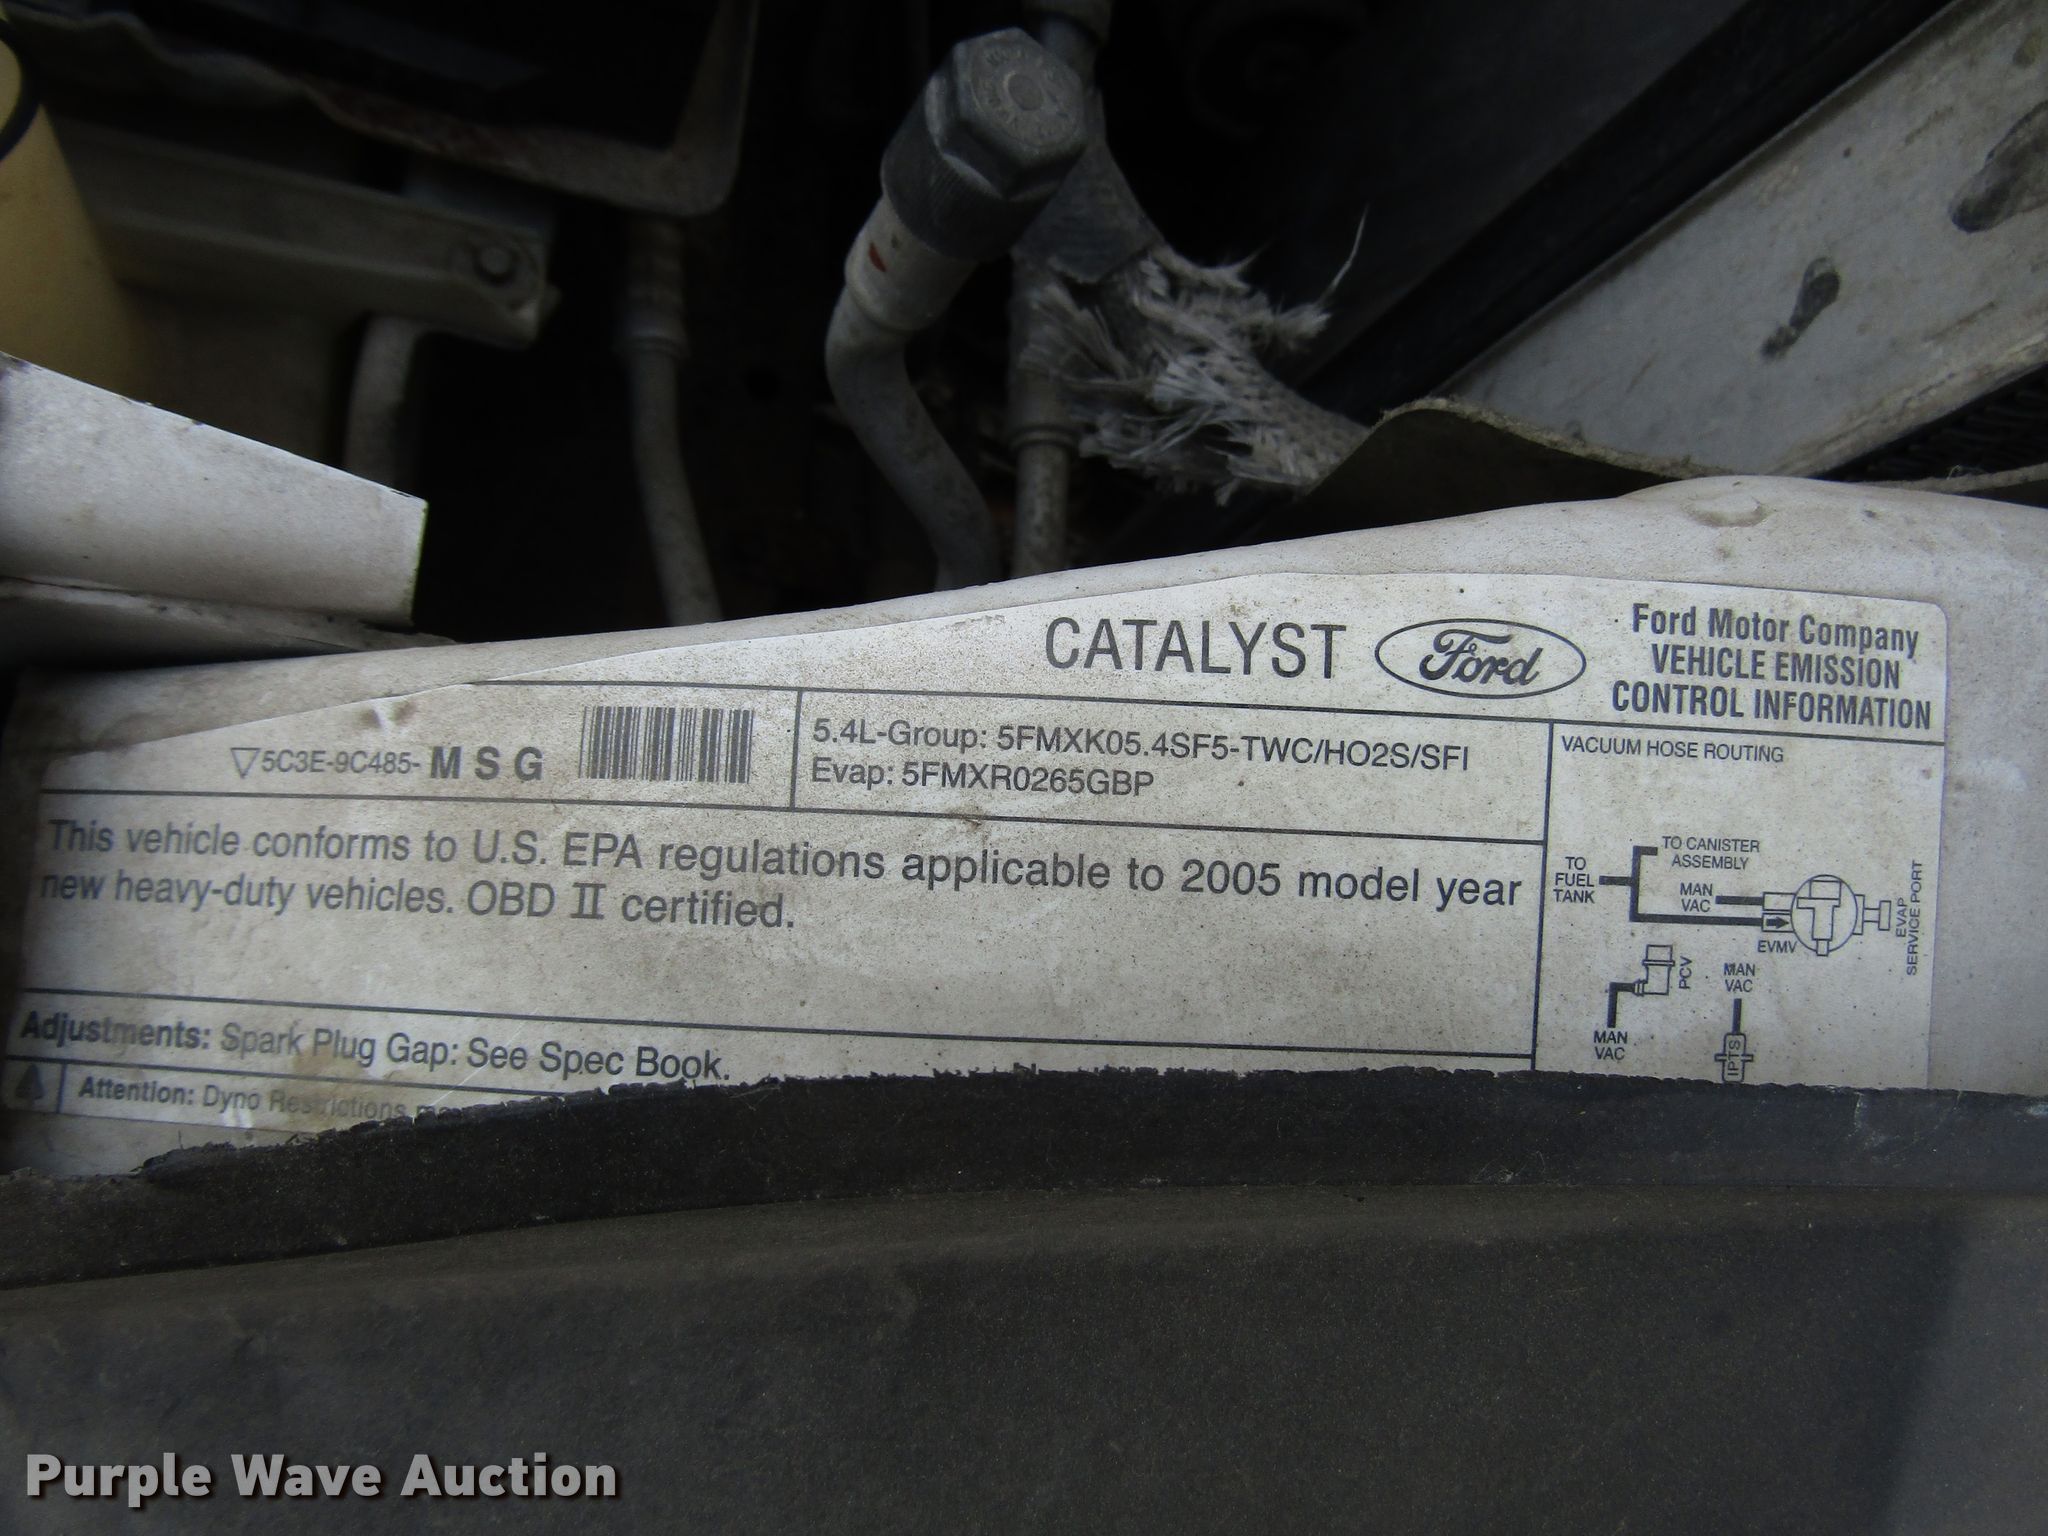 CATALYST
Ford
Ford Motor Company
VEHICLE EMISSION
CONTROL INFORMATION
▽5C3E-9C485- M S G
5.4L-Group: 5FMXK05.4SF5-TWC/HO2S/SFI
Evap: 5FMXR0265GBP
This vehicle conforms to U.S. EPA regulations applicable to 2005 model year
new heavy-duty vehicles. OBD II certified.
Adjustments: Spark Plug Gap: See Spec Book.
Attention: Dyno Restrictions
VACUUM HOSE ROUTING
TO CANISTER
ASSEMBLY
TO
FUEL
TANK
MAN
VAC
EVMV
EVAP
SERVICE PORT
PCV
MAN
VAC
MAN
VAC
IPTS
Purple Wave Auction